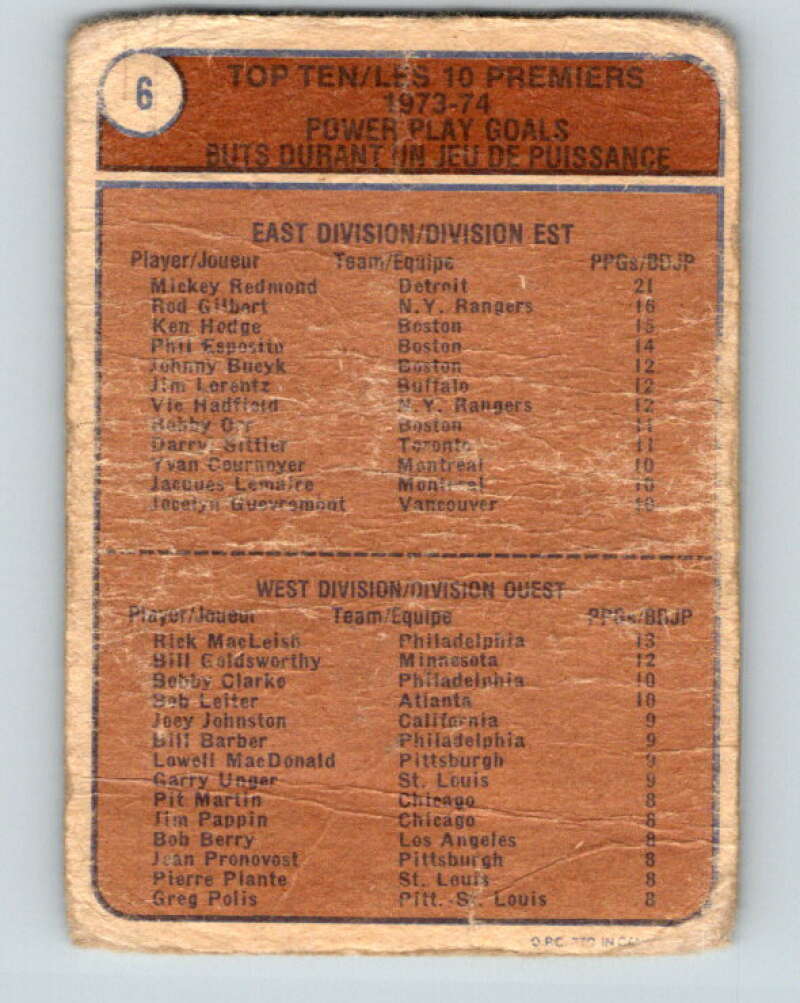 6
TOP TEN/LES 10 PREMIERS
1973-74
POWER PLAY GOALS
BUTS DURANT UN JEU DE PUISSANCE
EAST DIVISION/DIVISION EST
Player/Joueur Team/Equipe PPGs/BDJP
Mickey Redmond Detroit 21
Rod Gilbert N.Y. Rangers 16
Ken Hodge Boston 15
Phil Esposito Boston 14
Johnny Bucyk Boston 12
Jim Lorentz Buffalo 12
Vic Hadfield N.Y. Rangers 12
Bobby Orr Boston 11
Darryl Sittler Toronto 11
Yvan Cournoyer Montreal 10
Jacques Lemaire Montreal 10
Jocelyn Guevremont Vancouver 10
WEST DIVISION/DIVISION OUEST
Player/Joueur Team/Equipe PPGs/BDJP
Rick MacLeish Philadelphia 13
Bill Goldsworthy Minnesota 12
Bobby Clarke Philadelphia 10
Bob Leiter Atlanta 10
Joey Johnston California 9
Bill Barber Philadelphia 9
Lowell MacDonald Pittsburgh 9
Garry Unger St. Louis 9
Pit Martin Chicago 8
Jim Pappin Chicago 8
Bob Berry Los Angeles 8
Jean Pronovost Pittsburgh 8
Pierre Plante St. Louis 8
Greg Polis Pitt. - St. Louis 8
O.P.C. IN